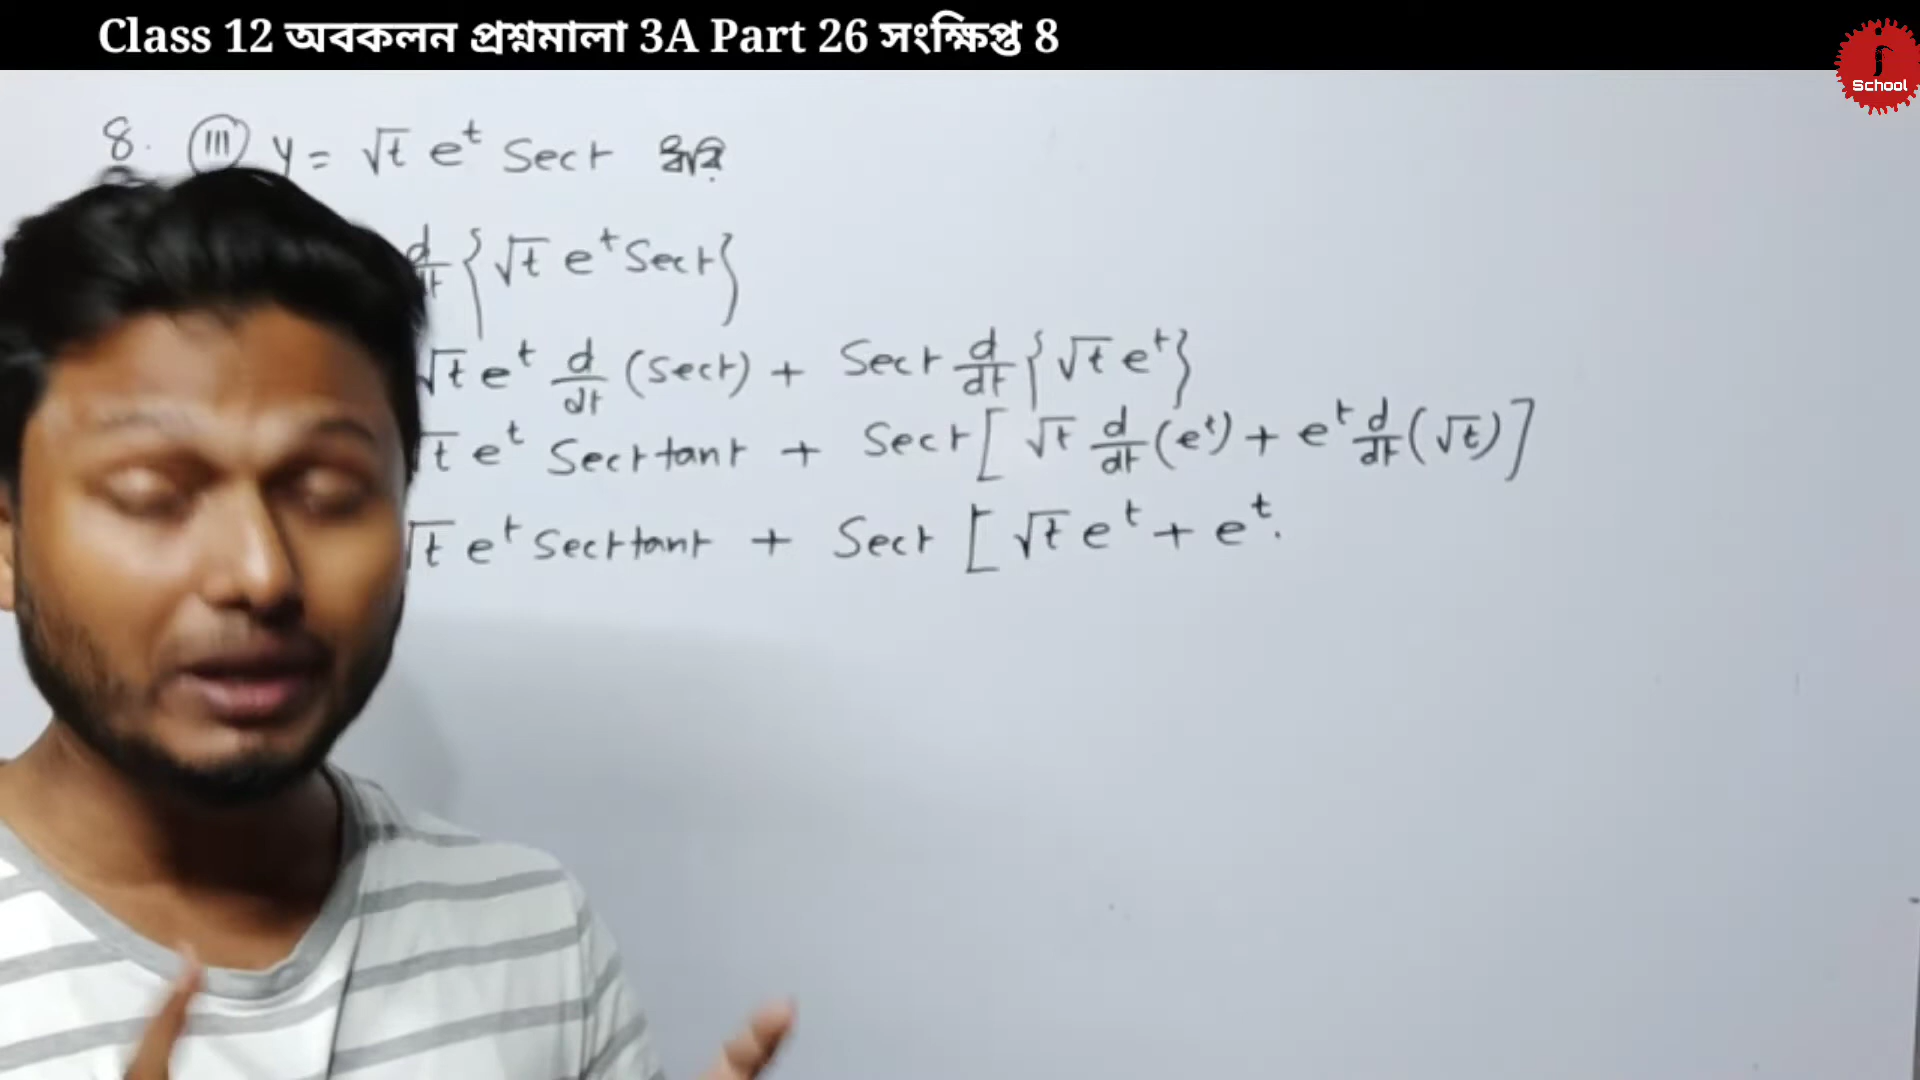 Class 12 অবকলন প্রশ্নমালা 3A Part 26 সংক্ষিপ্ত 8
School
8. (iii) y = √t e^t Sect
d/dt {√t e^t Sect}
√t e^t d/dt (Sect) + Sect d/dt {√t e^t}
√t e^t Sect tant + Sect [√t d/dt (e^t) + e^t d/dt (√t)]
√t e^t Sect tant + Sect [√t e^t + e^t.